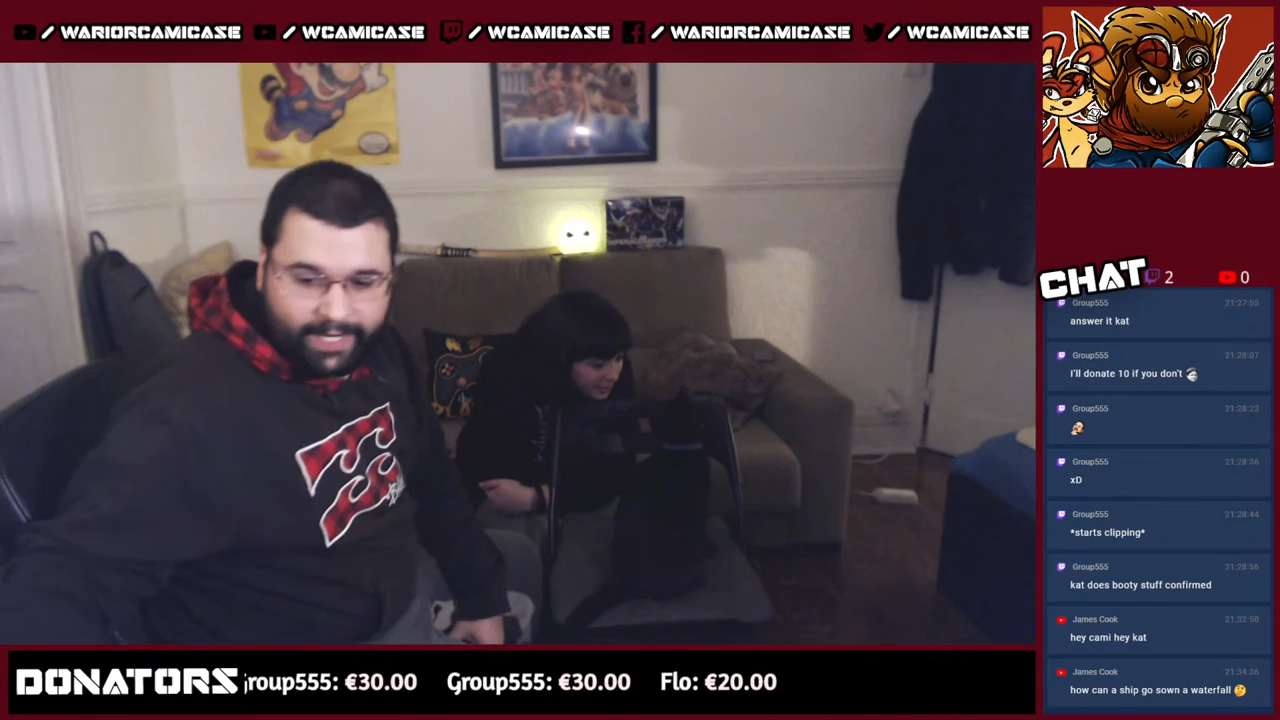 / WARIORCAMICASE / WCAMICASE / WCAMICASE / WARIORCAMICASE / WCAMICASE
CHAT 2 0
Group555 21:27:55
answer it kat
Group555 21:28:07
I'll donate 10 if you don't
Group555 21:28:22
Group555 21:28:36
xD
Group555 21:28:44
*starts clipping*
Group555 21:28:56
kat does booty stuff confirmed
James Cook 21:32:50
hey cami hey kat
James Cook 21:34:36
how can a ship go sown a waterfall
DONATORS Group555: €30.00 Group555: €30.00 Flo: €20.00